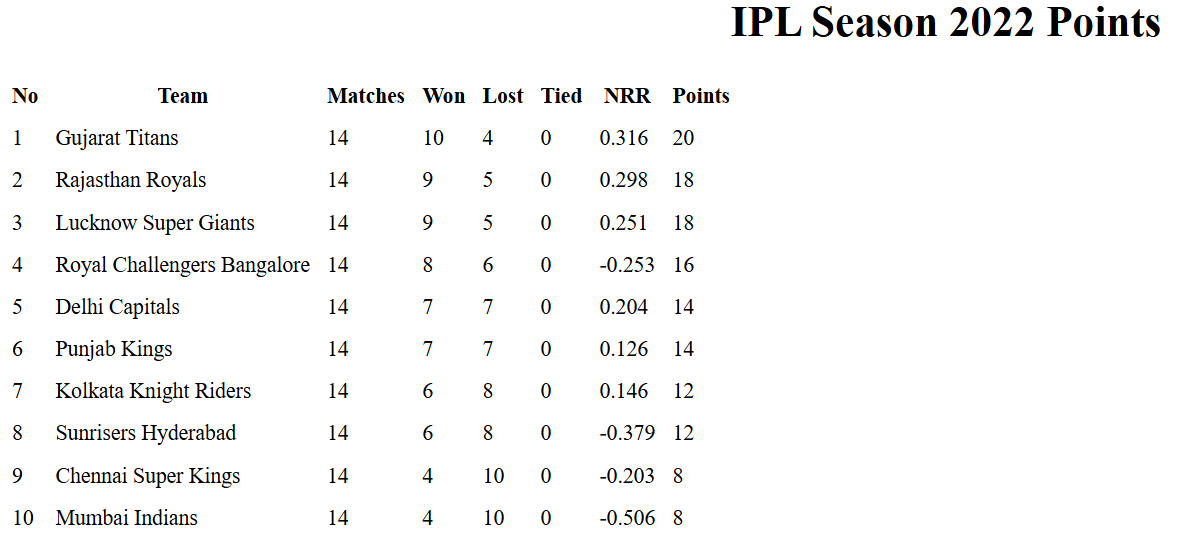 IPL Season 2022 Points
No Team Matches Won Lost Tied NRR Points
1 Gujarat Titans 14 10 4 0 0.316 20
2 Rajasthan Royals 14 9 5 0 0.298 18
3 Lucknow Super Giants 14 9 5 0 0.251 18
4 Royal Challengers Bangalore 14 8 6 0 -0.253 16
5 Delhi Capitals 14 7 7 0 0.204 14
6 Punjab Kings 14 7 7 0 0.126 14
7 Kolkata Knight Riders 14 6 8 0 0.146 12
8 Sunrisers Hyderabad 14 6 8 0 -0.379 12
9 Chennai Super Kings 14 4 10 0 -0.203 8
10 Mumbai Indians 14 4 10 0 -0.506 8